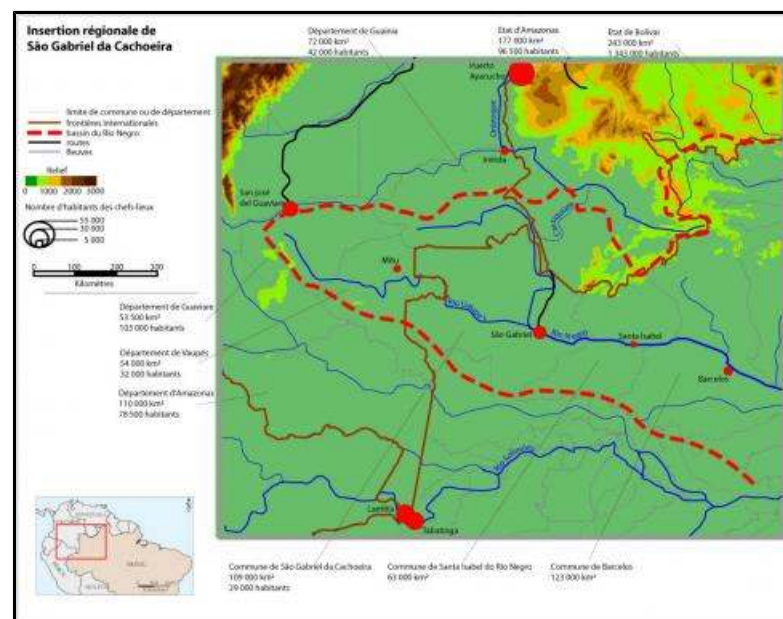 Insertion régionale de
São Gabriel da Cachoeira
Département de Guainia
72 000 km²
42 000 habitants
Etat d'Amazonas
177 000 km²
96 500 habitants
Etat de Bolivar
243 000 km²
1 343 000 habitants
limite de commune ou de département
frontières internationales
bassin du Rio Negro
routes
fleuves
Relief
0 1000 2000 3000
Nombre d'habitants des chefs-lieux
55 000
30 000
5 000
0 100 200 300
Kilomètres
Puerto
Ayacucho
Orénoque
Inirida
San José
del Guaviare
Mitu
São Gabriel
Rio Negro
Santa Isabel
Barcelos
Leticia
Tabatinga
Département de Guaviare
53 500 km²
103 000 habitants
Département de Vaupés
54 000 km²
32 000 habitants
Département d'Amazonas
110 000 km²
78 500 habitants
Commune de São Gabriel da Cachoeira
109 000 km²
39 000 habitants
Commune de Santa Isabel do Rio Negro
63 000 km²
Commune de Barcelos
123 000 km²